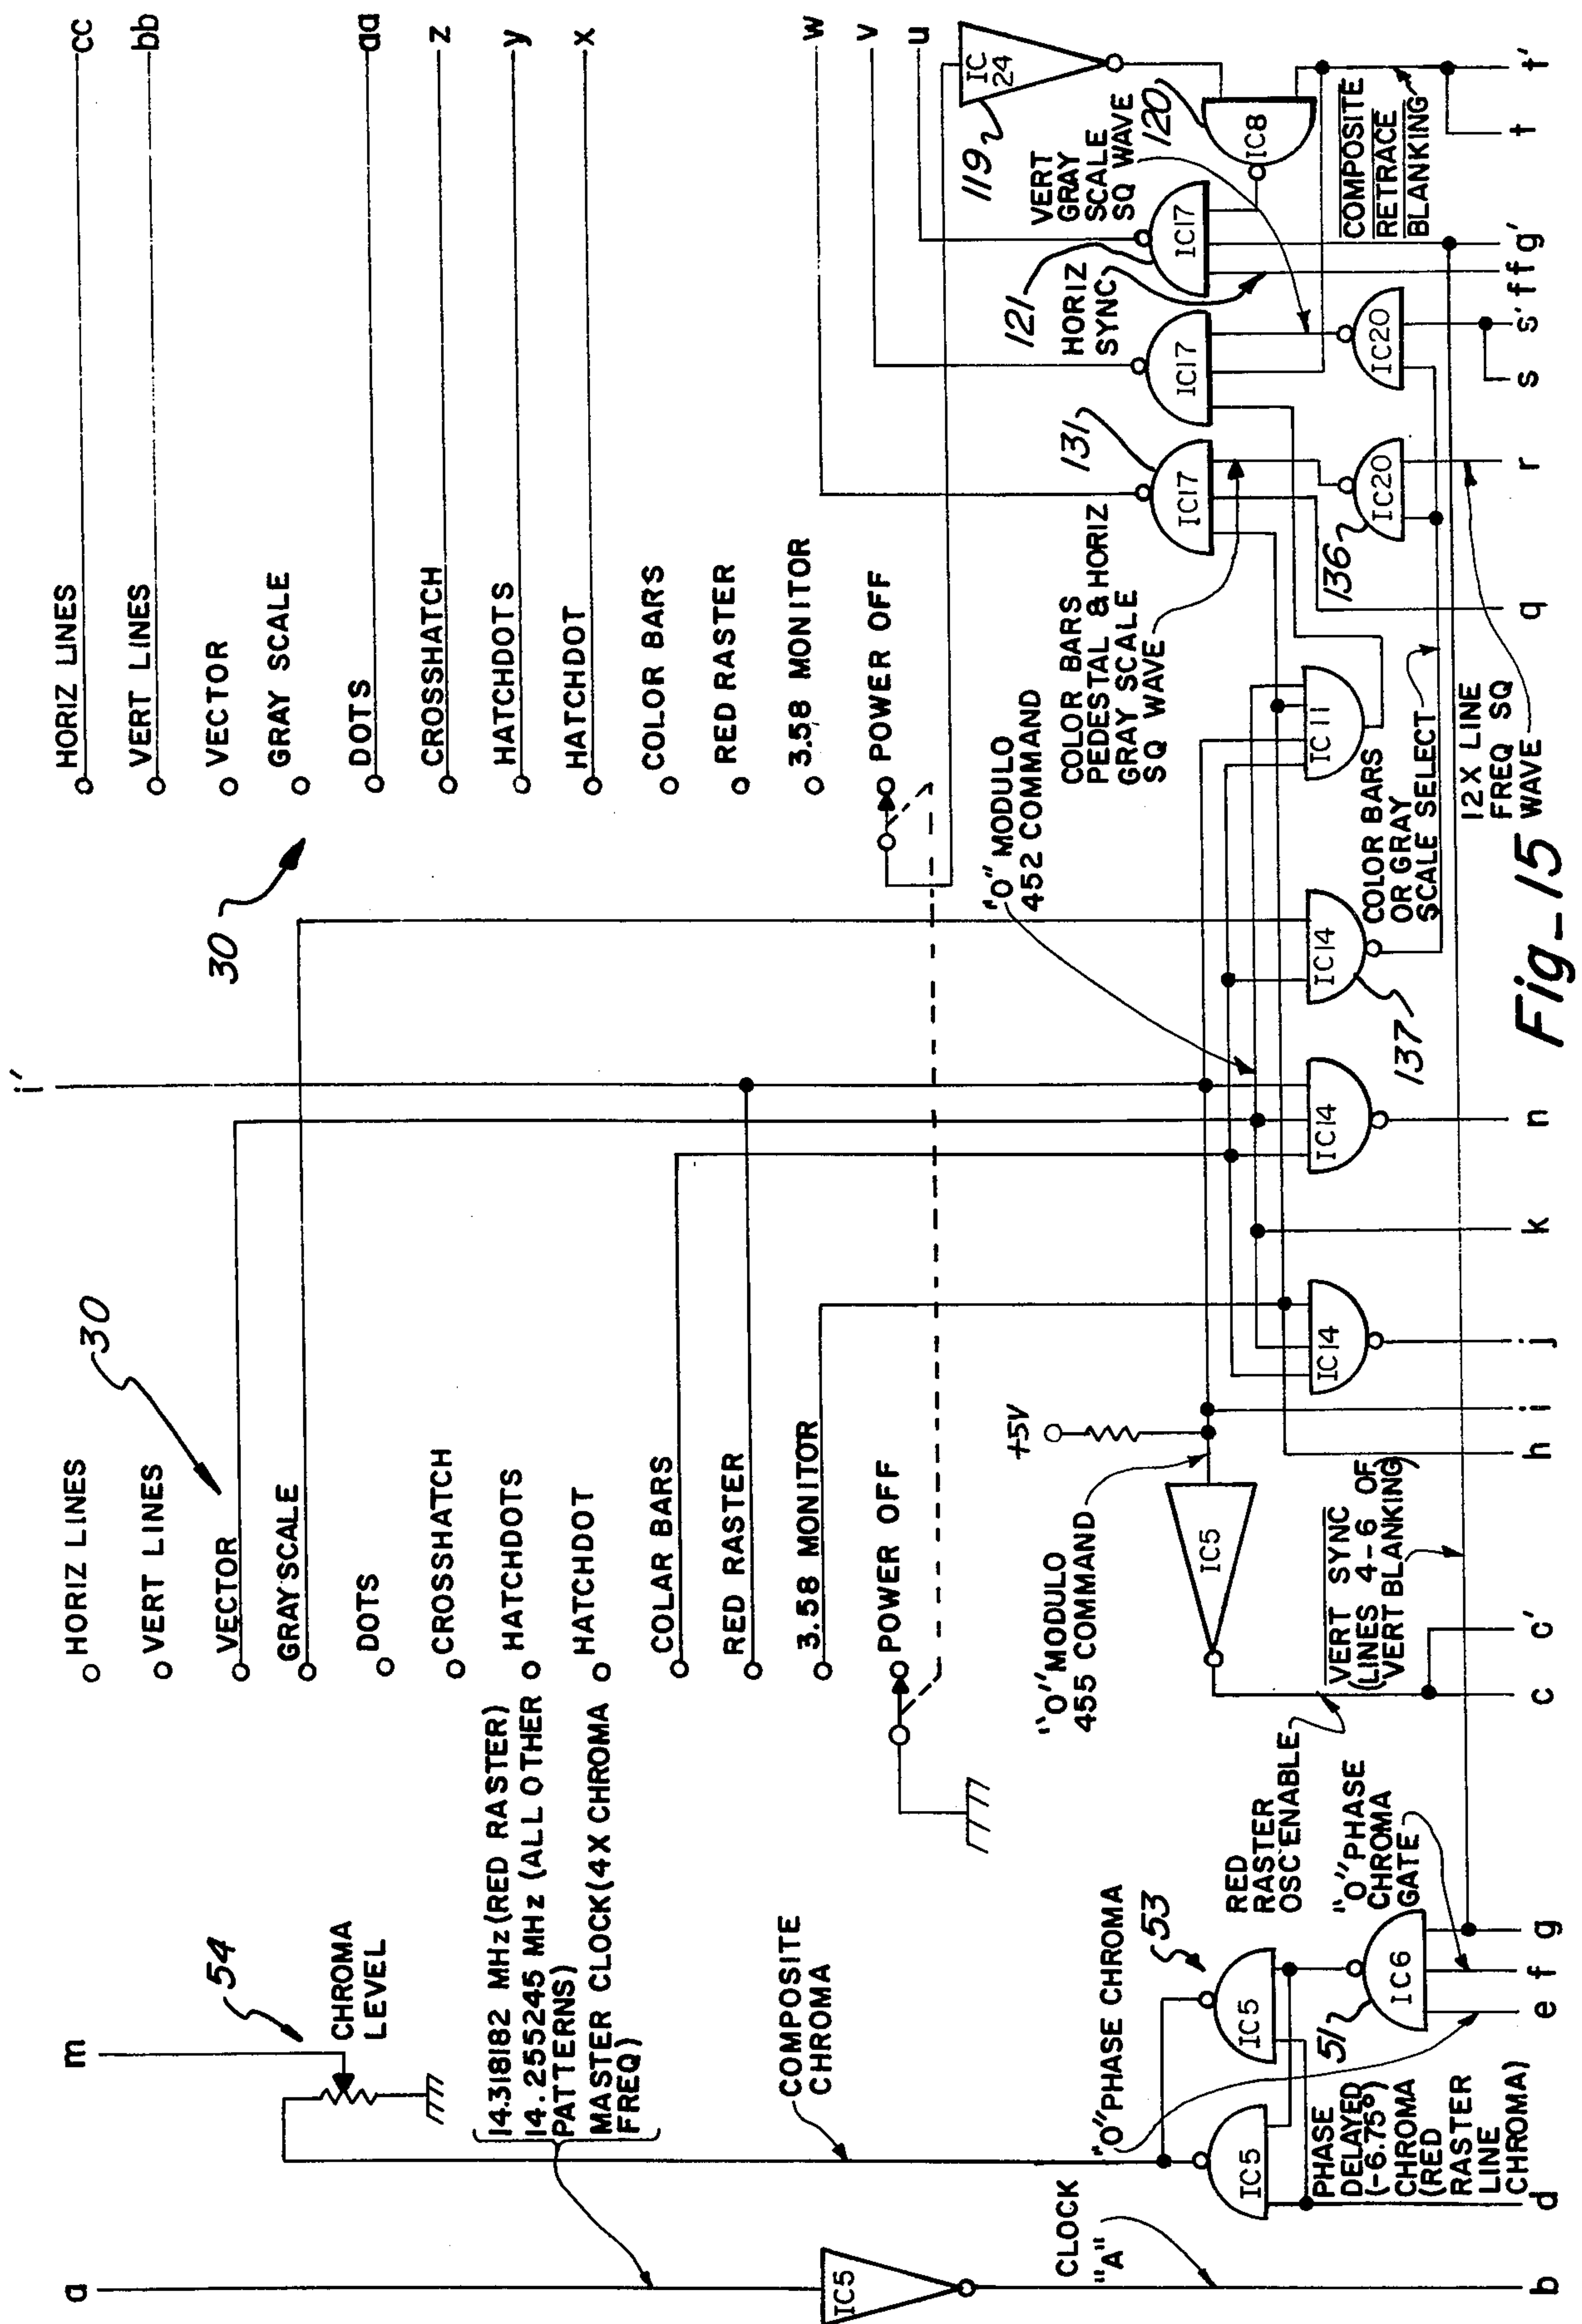 a
m
i'
54
CHROMA
LEVEL
14.318182 MHz (RED RASTER)
14.255245 MHz (ALL OTHER
PATTERNS)
MASTER CLOCK (4X CHROMA
FREQ)
COMPOSITE
CHROMA
IC5
CLOCK
"A"
b
30
HORIZ LINES
VERT LINES
VECTOR
GRAY SCALE
DOTS
CROSSHATCH
HATCHDOTS
HATCHDOT
COLAR BARS
RED RASTER
3.58 MONITOR
POWER OFF
30
HORIZ LINES
VERT LINES
VECTOR
GRAY SCALE
DOTS
CROSSHATCH
HATCHDOTS
HATCHDOT
COLOR BARS
RED RASTER
3.58 MONITOR
POWER OFF
cc
bb
aa
z
y
x
w
v
u
"O" PHASE CHROMA
53
IC5
IC5
PHASE
DELAYED
(-6.75°)
CHROMA
(RED
RASTER
LINE
CHROMA)
51
IC6
"O" PHASE
CHROMA
GATE
RED
RASTER
OSC ENABLE
d
e
f
g
"O" MODULO
455 COMMAND
IC5
+5V
VERT SYNC
(LINES 4-6 OF
VERT BLANKING)
c
c'
h
i
j
k
n
IC14
IC14
IC14
137
"O" MODULO
452 COMMAND
COLOR BARS
OR GRAY
SCALE SELECT
IC11
COLOR BARS
PEDESTAL & HORIZ
GRAY SCALE
SQ WAVE
131
IC17
136
IC20
12X LINE
FREQ SQ
WAVE
q
r
IC17
IC20
s
s'
HORIZ
SYNC
121
IC17
VERT
GRAY
SCALE
SQ WAVE
119
IC
24
120
IC8
COMPOSITE
RETRACE
BLANKING
ff
g'
t
t'
Fig_15